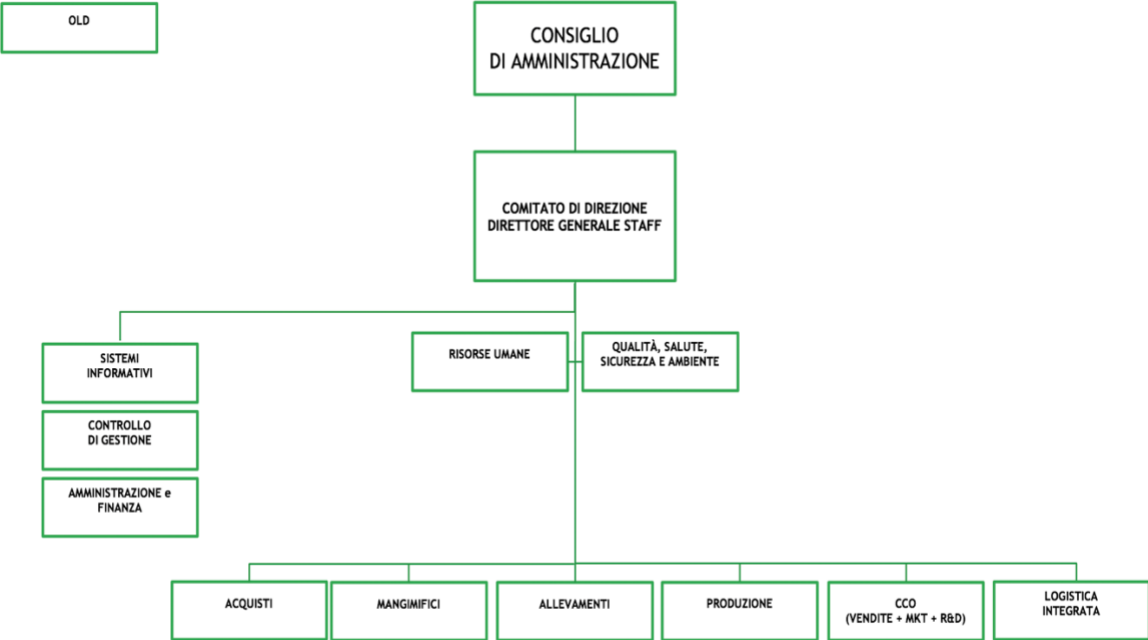 OLD
CONSIGLIO
DI AMMINISTRAZIONE
COMITATO DI DIREZIONE
DIRETTORE GENERALE STAFF
SISTEMI
INFORMATIVI
RISORSE UMANE
QUALITÀ, SALUTE,
SICUREZZA E AMBIENTE
CONTROLLO
DI GESTIONE
AMMINISTRAZIONE e
FINANZA
ACQUISTI
MANGIMIFICI
ALLEVAMENTI
PRODUZIONE
CCO
(VENDITE + MKT + R&D)
LOGISTICA
INTEGRATA